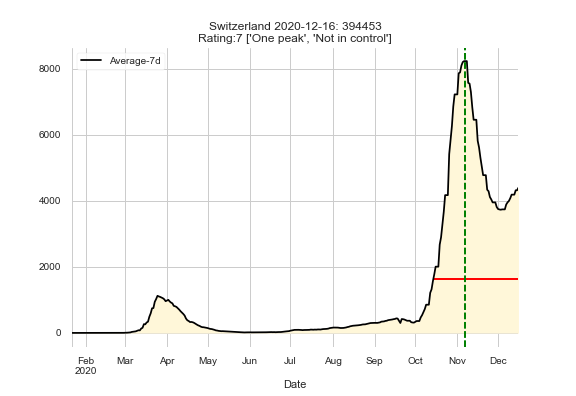 Switzerland 2020-12-16: 394453
Rating:7 ['One peak', 'Not in control']
Average-7d
8000
6000
4000
2000
0
Feb Mar Apr May Jun Jul Aug Sep Oct Nov Dec
2020
Date